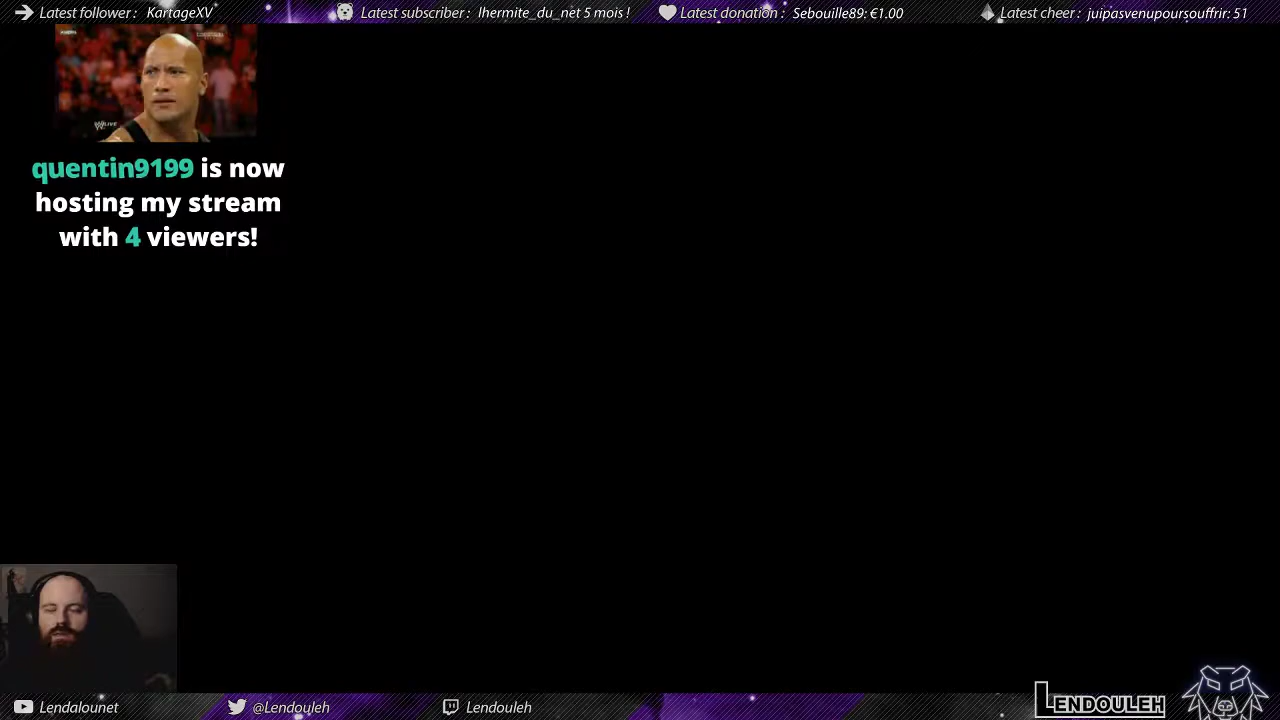 Latest follower : KartageXV
Latest subscriber : lhermite_du_net 5 mois !
Latest donation : Sebouille89: €1.00
Latest cheer : juipasvenupoursouffrir: 51
LIVE
quentin9199 is now
hosting my stream
with 4 viewers!
Lendalounet
@Lendouleh
Lendouleh
LENDOULEH